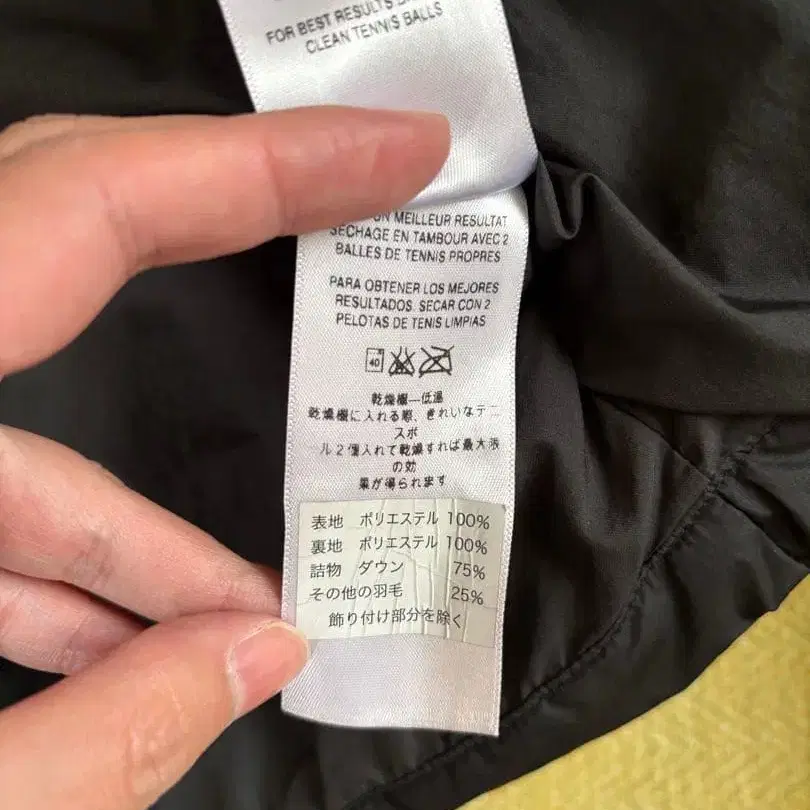 FOR BEST RESULTS
CLEAN TENNIS BALLS
UN MEILLEUR RESULTAT
SECHAGE EN TAMBOUR AVEC 2
BALLES DE TENNIS PROPRES
PARA OBTENER LOS MEJORES
RESULTADOS. SECAR CON 2
PELOTAS DE TENIS LIMPIAS
40
乾燥機—低温
乾燥機に入れる際、きれいなテニ
スボ
ル2個入れて乾燥すれば最大限
の効
果が得られます
表地 ポリエステル 100%
裏地 ポリエステル 100%
詰物 ダウン 75%
その他の羽毛 25%
飾り付け部分を除く